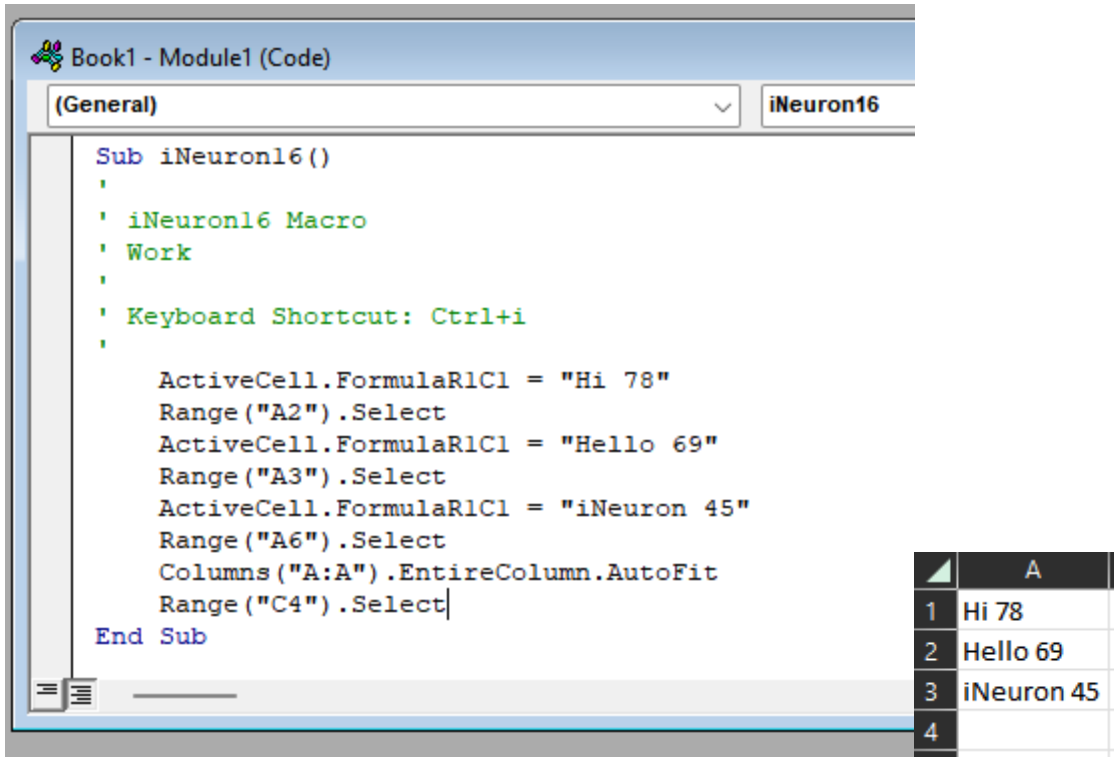 Book1 - Module1 (Code)
(General) iNeuron16
Sub iNeuron16()
'
' iNeuron16 Macro
' Work
'
' Keyboard Shortcut: Ctrl+i
'
    ActiveCell.FormulaR1C1 = "Hi 78"
    Range("A2").Select
    ActiveCell.FormulaR1C1 = "Hello 69"
    Range("A3").Select
    ActiveCell.FormulaR1C1 = "iNeuron 45"
    Range("A6").Select
    Columns("A:A").EntireColumn.AutoFit
    Range("C4").Select
End Sub
A
1 Hi 78
2 Hello 69
3 iNeuron 45
4